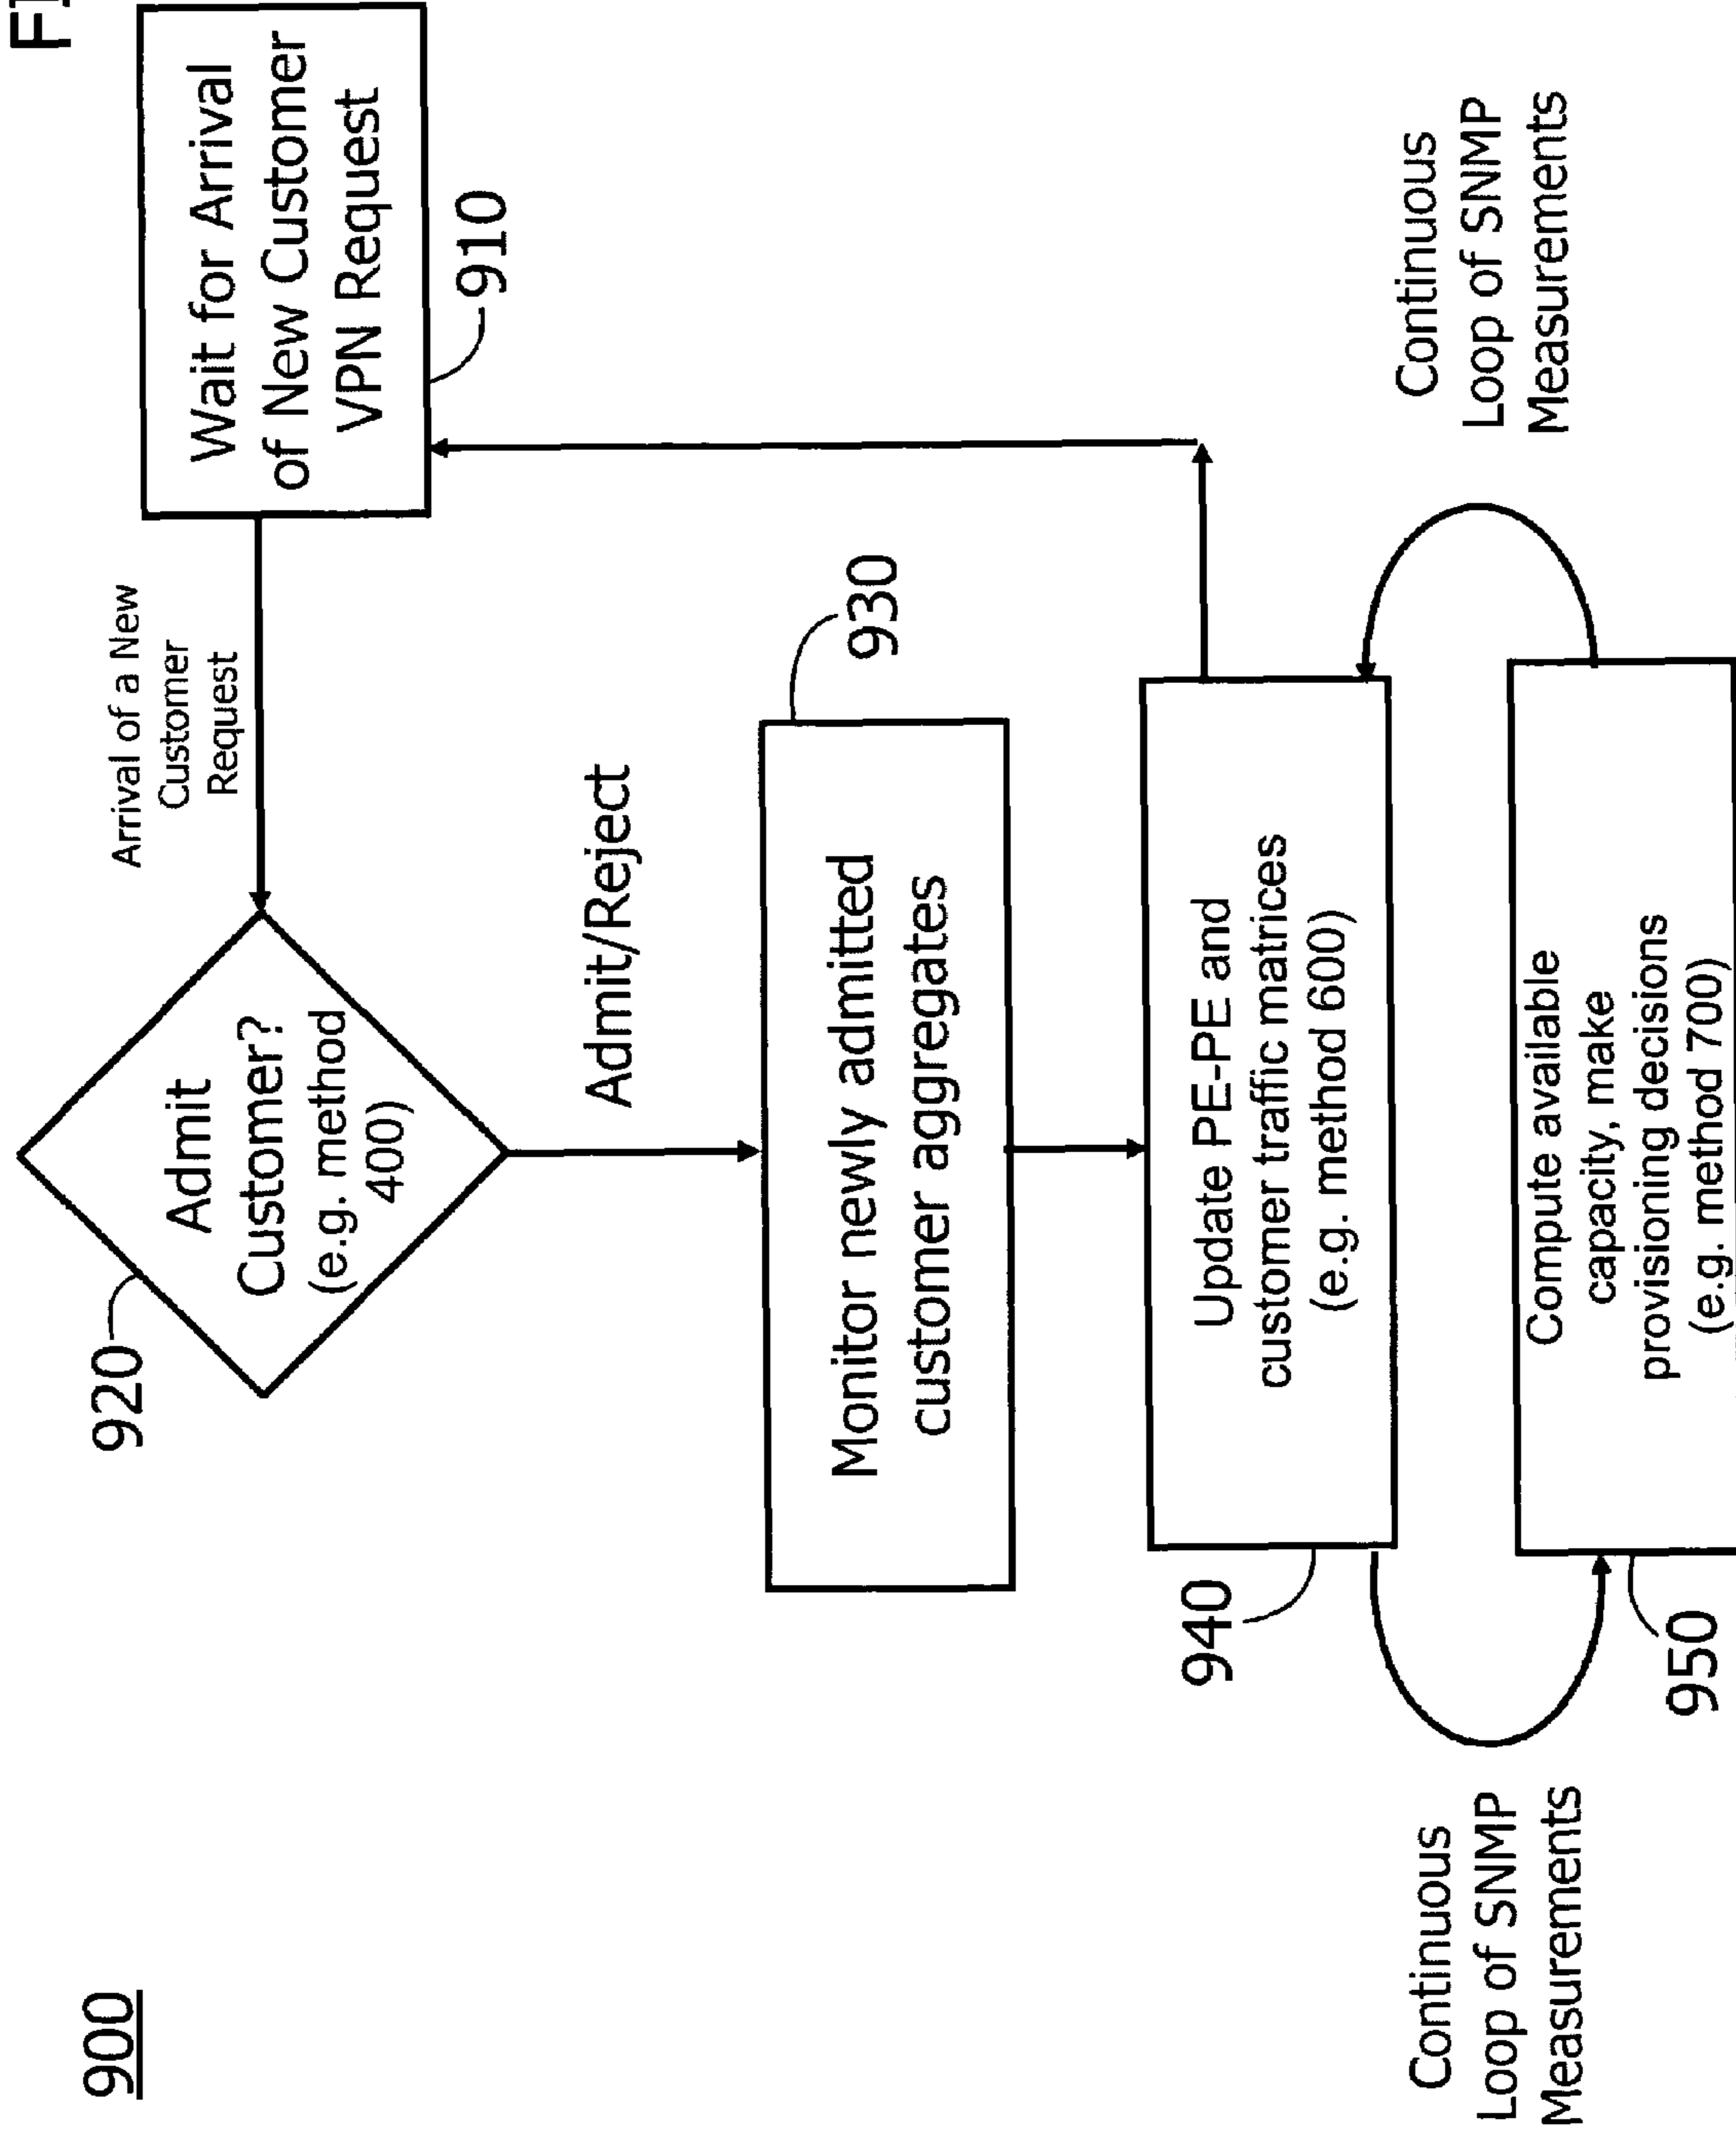 900
920
Admit
Customer?
(e.g. method
400)
Arrival of a New
Customer
Request
Wait for Arrival
of New Customer
VPN Request
910
Admit/Reject
Monitor newly admitted
customer aggregates
930
940
Update PE-PE and
customer traffic matrices
(e.g. method 600)
Continuous
Loop of SNMP
Measurements
Continuous
Loop of SNMP
Measurements
Compute available
capacity, make
provisioning decisions
(e.g. method 700)
950